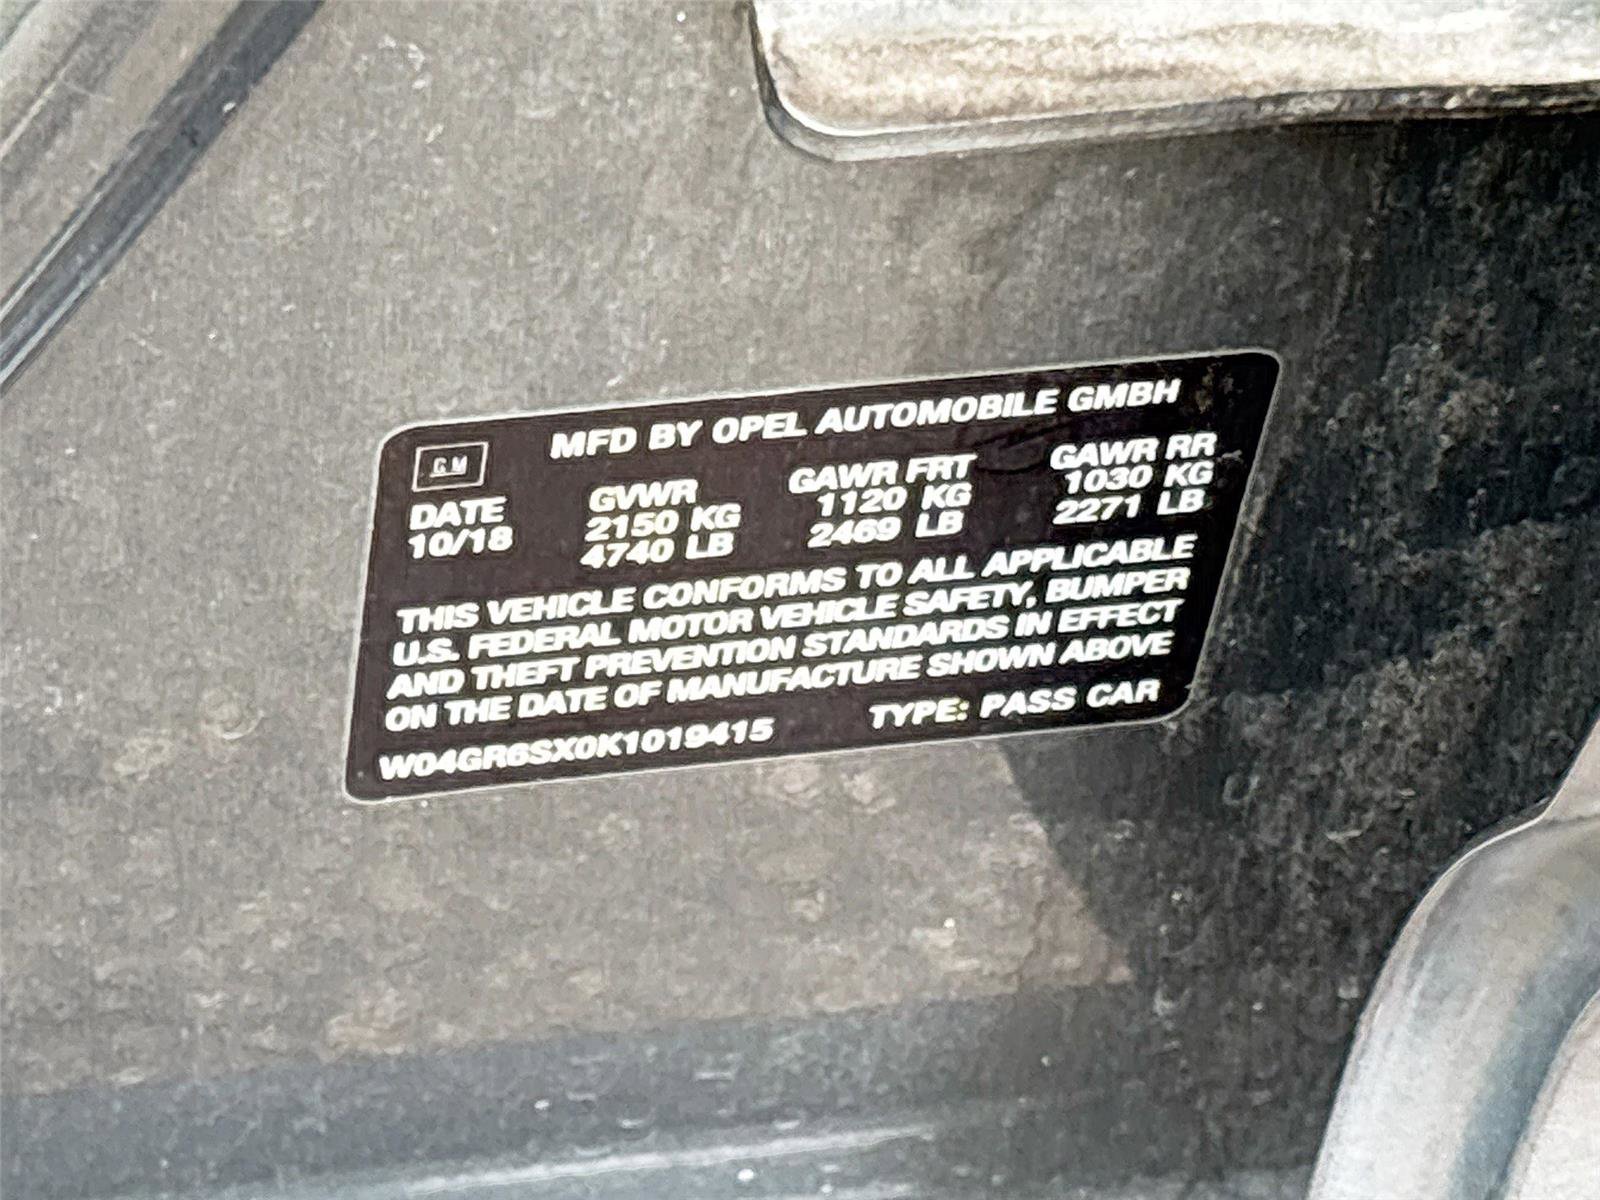 GM
MFD BY OPEL AUTOMOBILE GMBH
DATE GVWR GAWR FRT GAWR RR
10/18 2150 KG 1120 KG 1030 KG
4740 LB 2469 LB 2271 LB
THIS VEHICLE CONFORMS TO ALL APPLICABLE
U.S. FEDERAL MOTOR VEHICLE SAFETY, BUMPER
AND THEFT PREVENTION STANDARDS IN EFFECT
ON THE DATE OF MANUFACTURE SHOWN ABOVE
W04GR6SX0K1019415 TYPE: PASS CAR